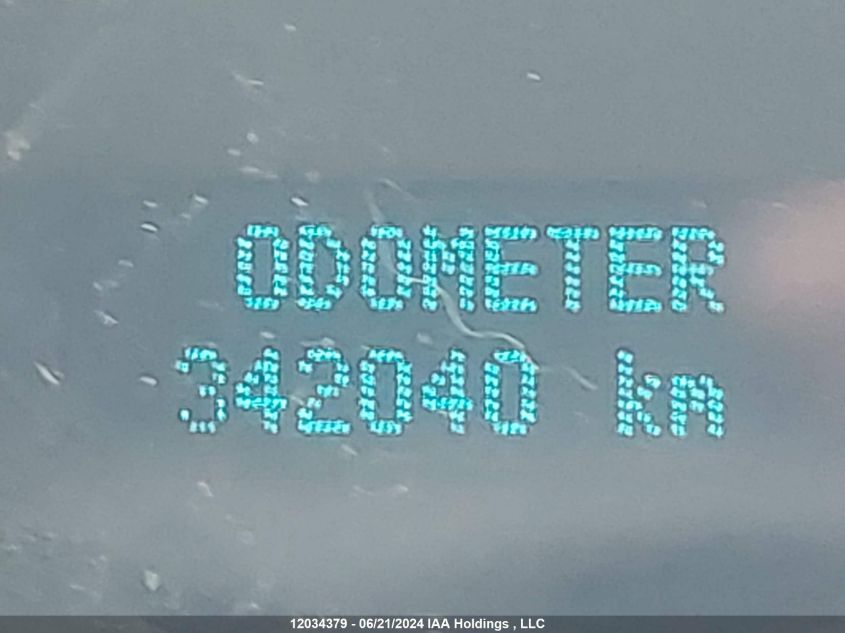 ODOMETER
342040 km
12034379 - 06/21/2024 IAA Holdings , LLC